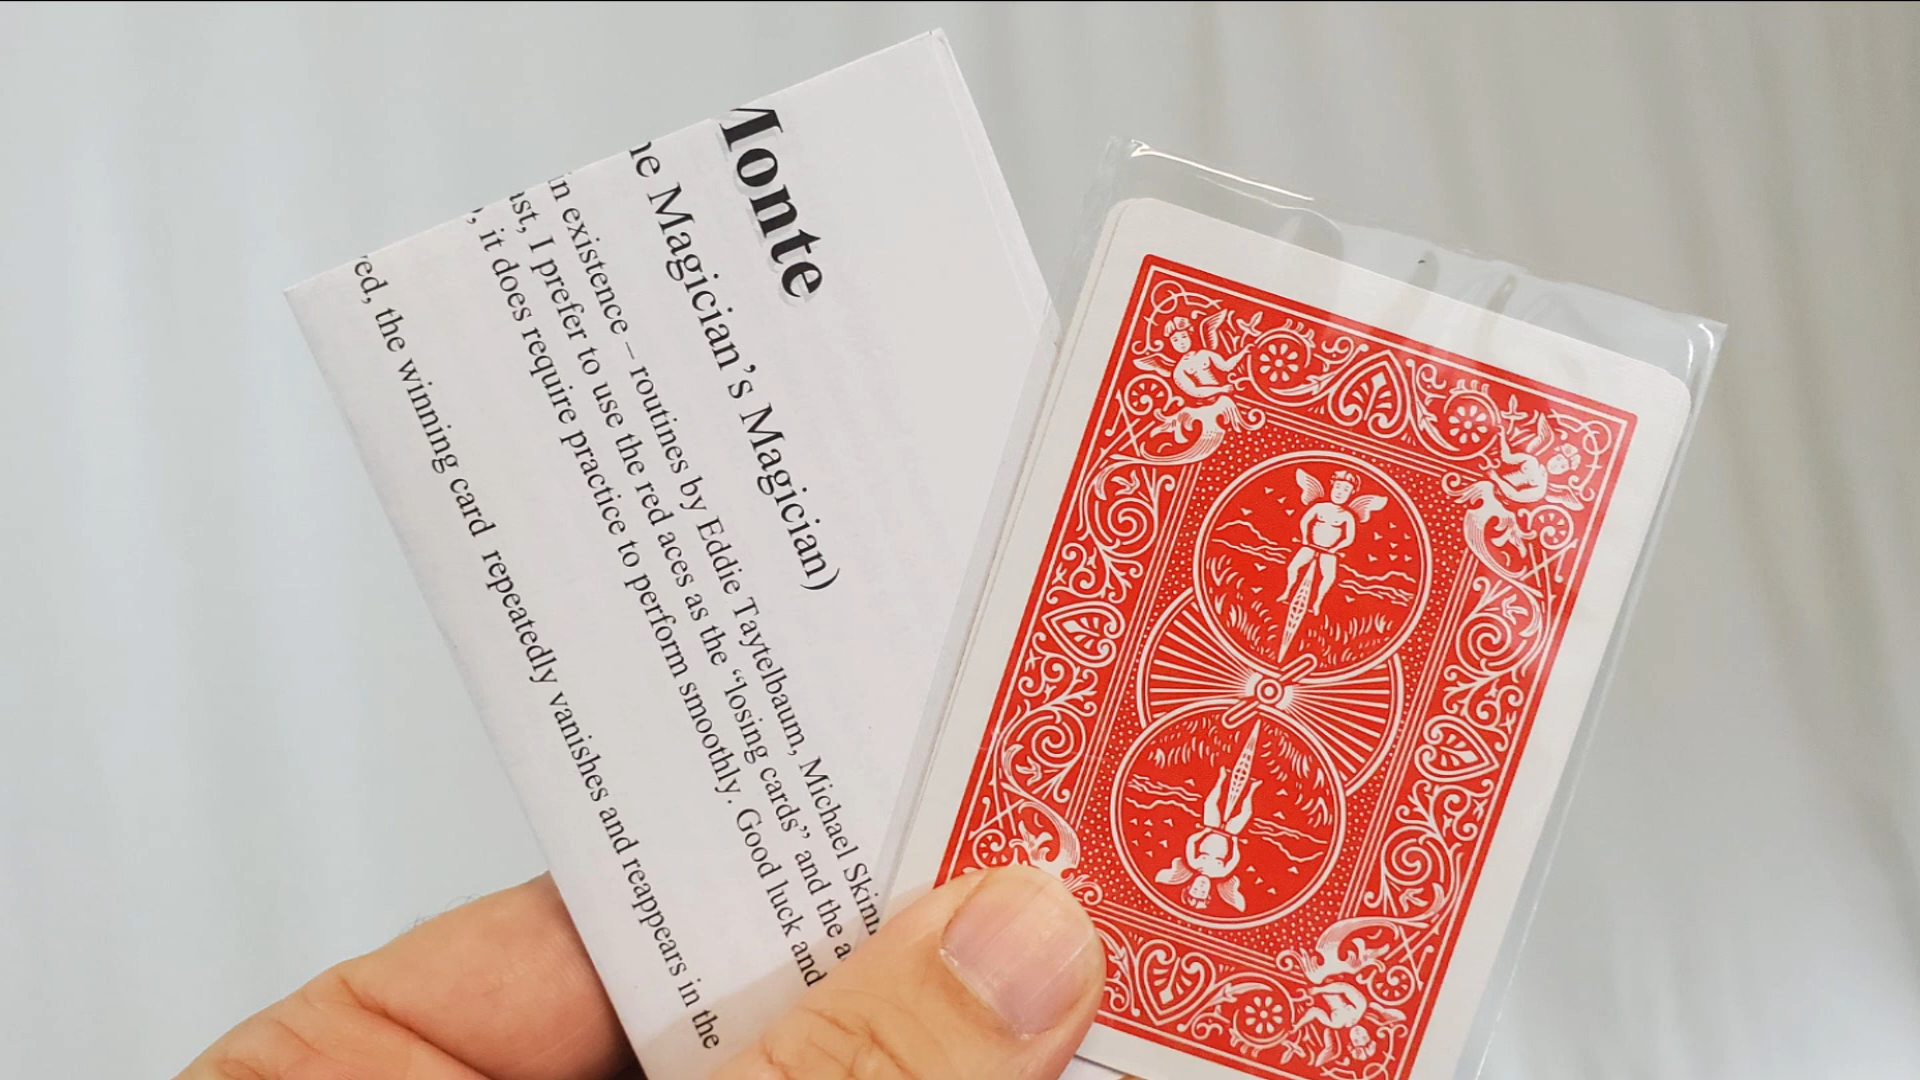 Monte
he Magician's Magician)
in existence – routines by Eddie Taytelbaum, Michael Skinn
ast, I prefer to use the red aces as the “losing cards” and the a
, it does require practice to perform smoothly. Good luck and
ed, the winning card repeatedly vanishes and reappears in the